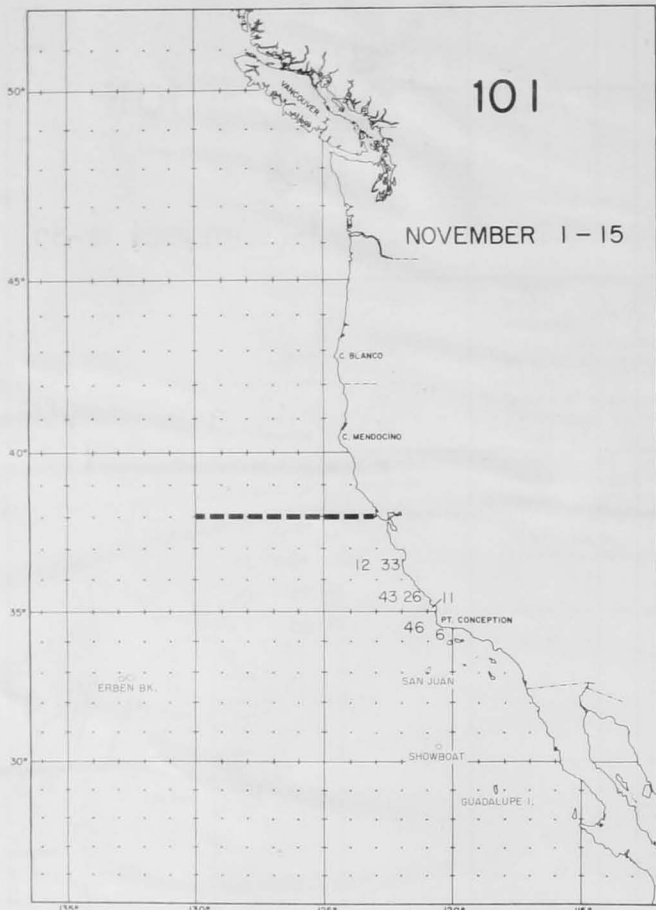 50°
VANCOUVER
101
NOVEMBER 1-15
45°
C. BLANCO
C. MENDOCINO
40°
12 33
43 26 11
35°
46 6 PT. CONCEPTION
ERBEN BK.
SAN JUAN
30°
SHOWBOAT
GUADALUPE I.